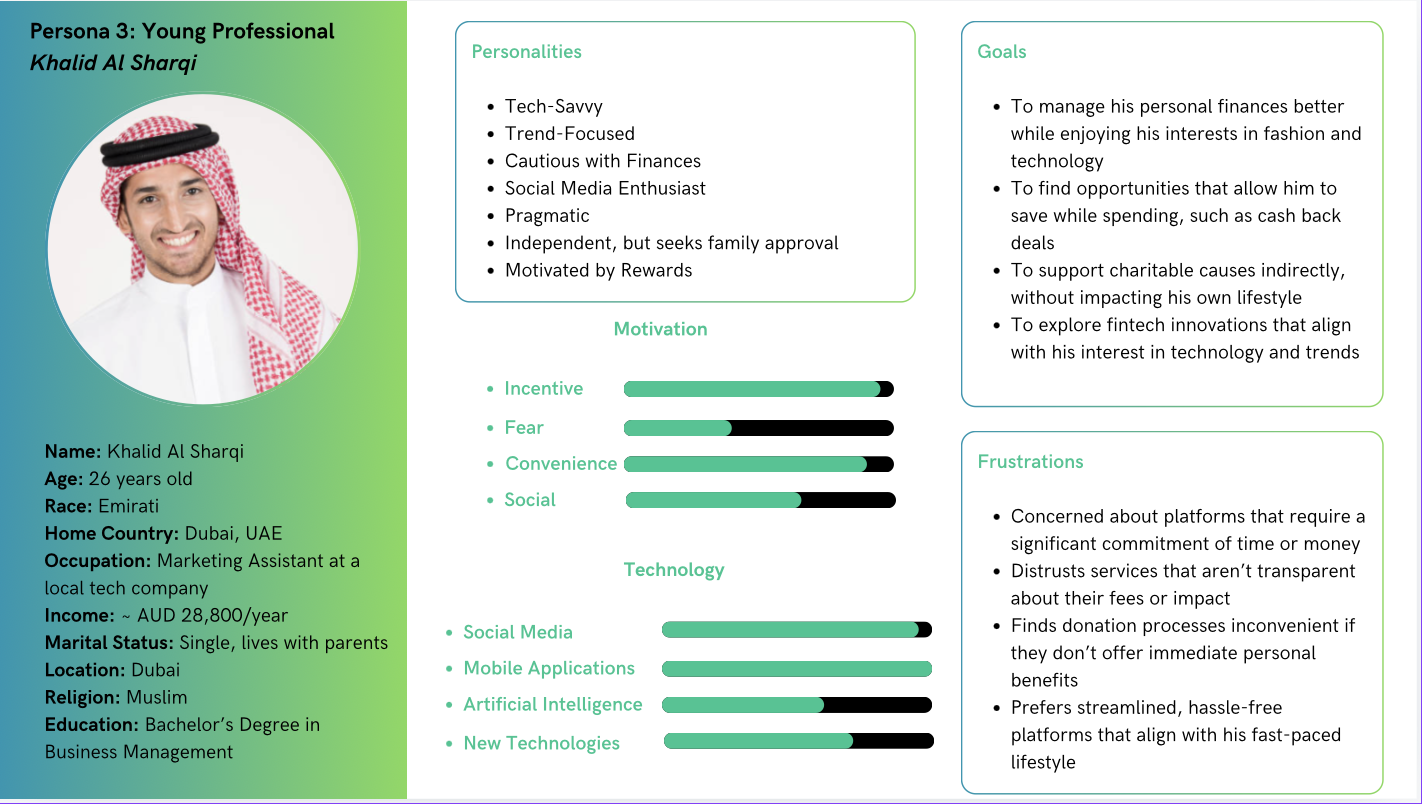 Persona 3: Young Professional
Khalid Al Sharqi
Name: Khalid Al Sharqi
Age: 26 years old
Race: Emirati
Home Country: Dubai, UAE
Occupation: Marketing Assistant at a
local tech company
Income: ~ AUD 28,800/year
Marital Status: Single, lives with parents
Location: Dubai
Religion: Muslim
Education: Bachelor’s Degree in
Business Management
Personalities
• Tech-Savvy
• Trend-Focused
• Cautious with Finances
• Social Media Enthusiast
• Pragmatic
• Independent, but seeks family approval
• Motivated by Rewards
Motivation
• Incentive
• Fear
• Convenience
• Social
Technology
• Social Media
• Mobile Applications
• Artificial Intelligence
• New Technologies
Goals
• To manage his personal finances better
while enjoying his interests in fashion and
technology
• To find opportunities that allow him to
save while spending, such as cash back
deals
• To support charitable causes indirectly,
without impacting his own lifestyle
• To explore fintech innovations that align
with his interest in technology and trends
Frustrations
• Concerned about platforms that require a
significant commitment of time or money
• Distrusts services that aren’t transparent
about their fees or impact
• Finds donation processes inconvenient if
they don’t offer immediate personal
benefits
• Prefers streamlined, hassle-free
platforms that align with his fast-paced
lifestyle